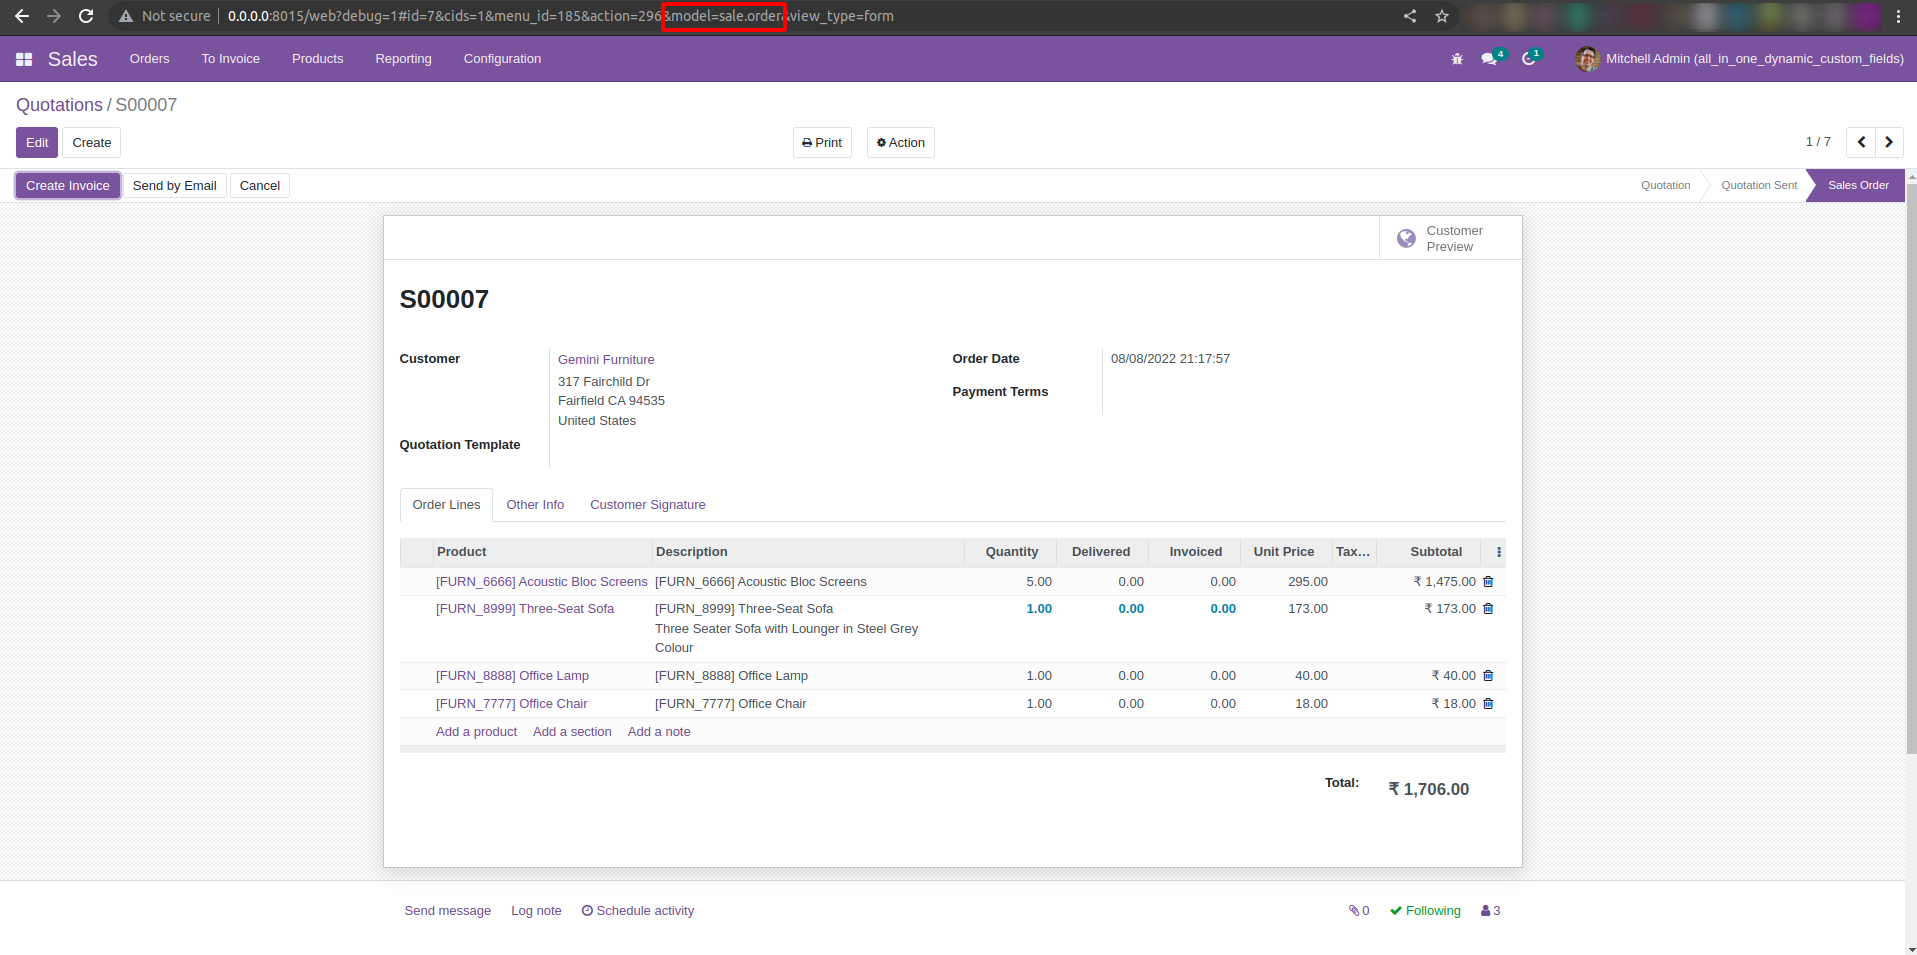 Not secure 0.0.0.0:8015/web?debug=1#id=7&cids=1&menu_id=185&action=296&model=sale.order&view_type=form
Sales Orders To Invoice Products Reporting Configuration 4 1 Mitchell Admin (all_in_one_dynamic_custom_fields)
Quotations / S00007
Edit Create Print Action 1 / 7
Create Invoice Send by Email Cancel Quotation Quotation Sent Sales Order
Customer
Preview
S00007
Customer Gemini Furniture Order Date 08/08/2022 21:17:57
317 Fairchild Dr
Fairfield CA 94535 Payment Terms
United States
Quotation Template
Order Lines Other Info Customer Signature
Product Description Quantity Delivered Invoiced Unit Price Tax… Subtotal
[FURN_6666] Acoustic Bloc Screens [FURN_6666] Acoustic Bloc Screens 5.00 0.00 0.00 295.00 ₹ 1,475.00
[FURN_8999] Three-Seat Sofa [FURN_8999] Three-Seat Sofa 1.00 0.00 0.00 173.00 ₹ 173.00
Three Seater Sofa with Lounger in Steel Grey
Colour
[FURN_8888] Office Lamp [FURN_8888] Office Lamp 1.00 0.00 0.00 40.00 ₹ 40.00
[FURN_7777] Office Chair [FURN_7777] Office Chair 1.00 0.00 0.00 18.00 ₹ 18.00
Add a product Add a section Add a note
Total: ₹ 1,706.00
Send message Log note Schedule activity 0 Following 3